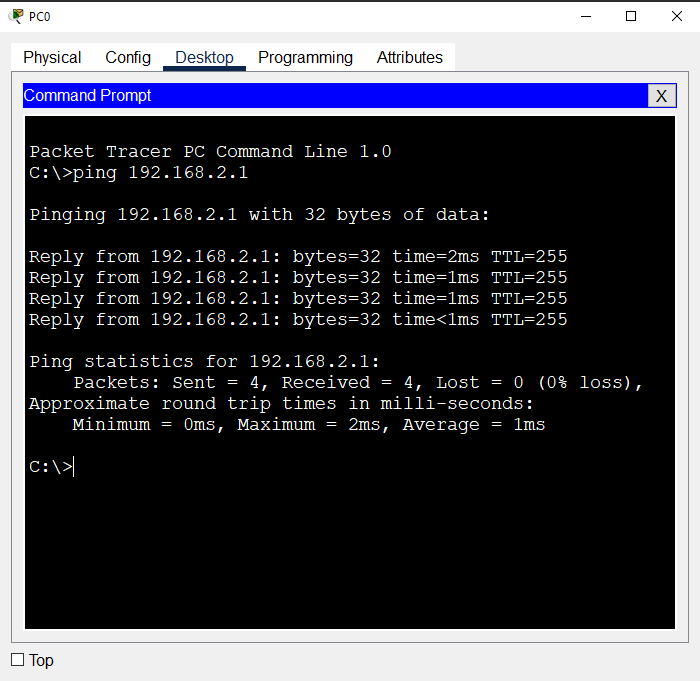 PC0
Physical Config Desktop Programming Attributes
Command Prompt
X
Packet Tracer PC Command Line 1.0
C:\>ping 192.168.2.1
Pinging 192.168.2.1 with 32 bytes of data:
Reply from 192.168.2.1: bytes=32 time=2ms TTL=255
Reply from 192.168.2.1: bytes=32 time=1ms TTL=255
Reply from 192.168.2.1: bytes=32 time=1ms TTL=255
Reply from 192.168.2.1: bytes=32 time<1ms TTL=255
Ping statistics for 192.168.2.1:
Packets: Sent = 4, Received = 4, Lost = 0 (0% loss),
Approximate round trip times in milli-seconds:
Minimum = 0ms, Maximum = 2ms, Average = 1ms
C:\>
Top